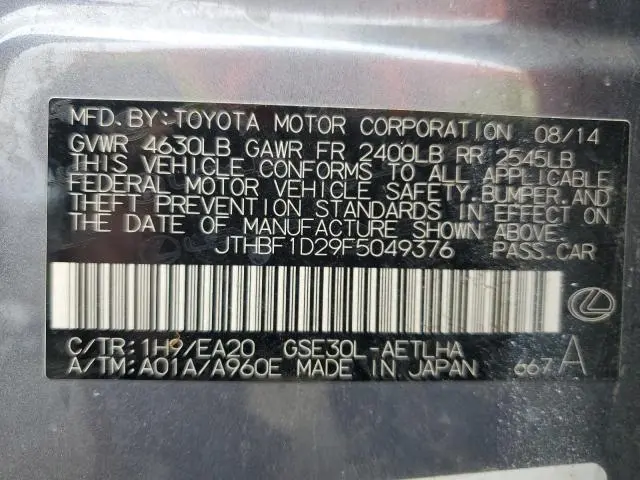 MFD. BY: TOYOTA MOTOR CORPORATION 08/14
GVWR 4630LB GAWR FR 2400LB RR 2545LB
THIS VEHICLE CONFORMS TO ALL APPLICABLE
FEDERAL MOTOR VEHICLE SAFETY, BUMPER, AND
THEFT PREVENTION STANDARDS IN EFFECT ON
THE DATE OF MANUFACTURE SHOWN ABOVE.
JTHBF1D29F5049376 PASS. CAR
C/TR: 1H9/EA20 GSE30L-AETLHA
A/TM: A01A/A960E MADE IN JAPAN 667 A